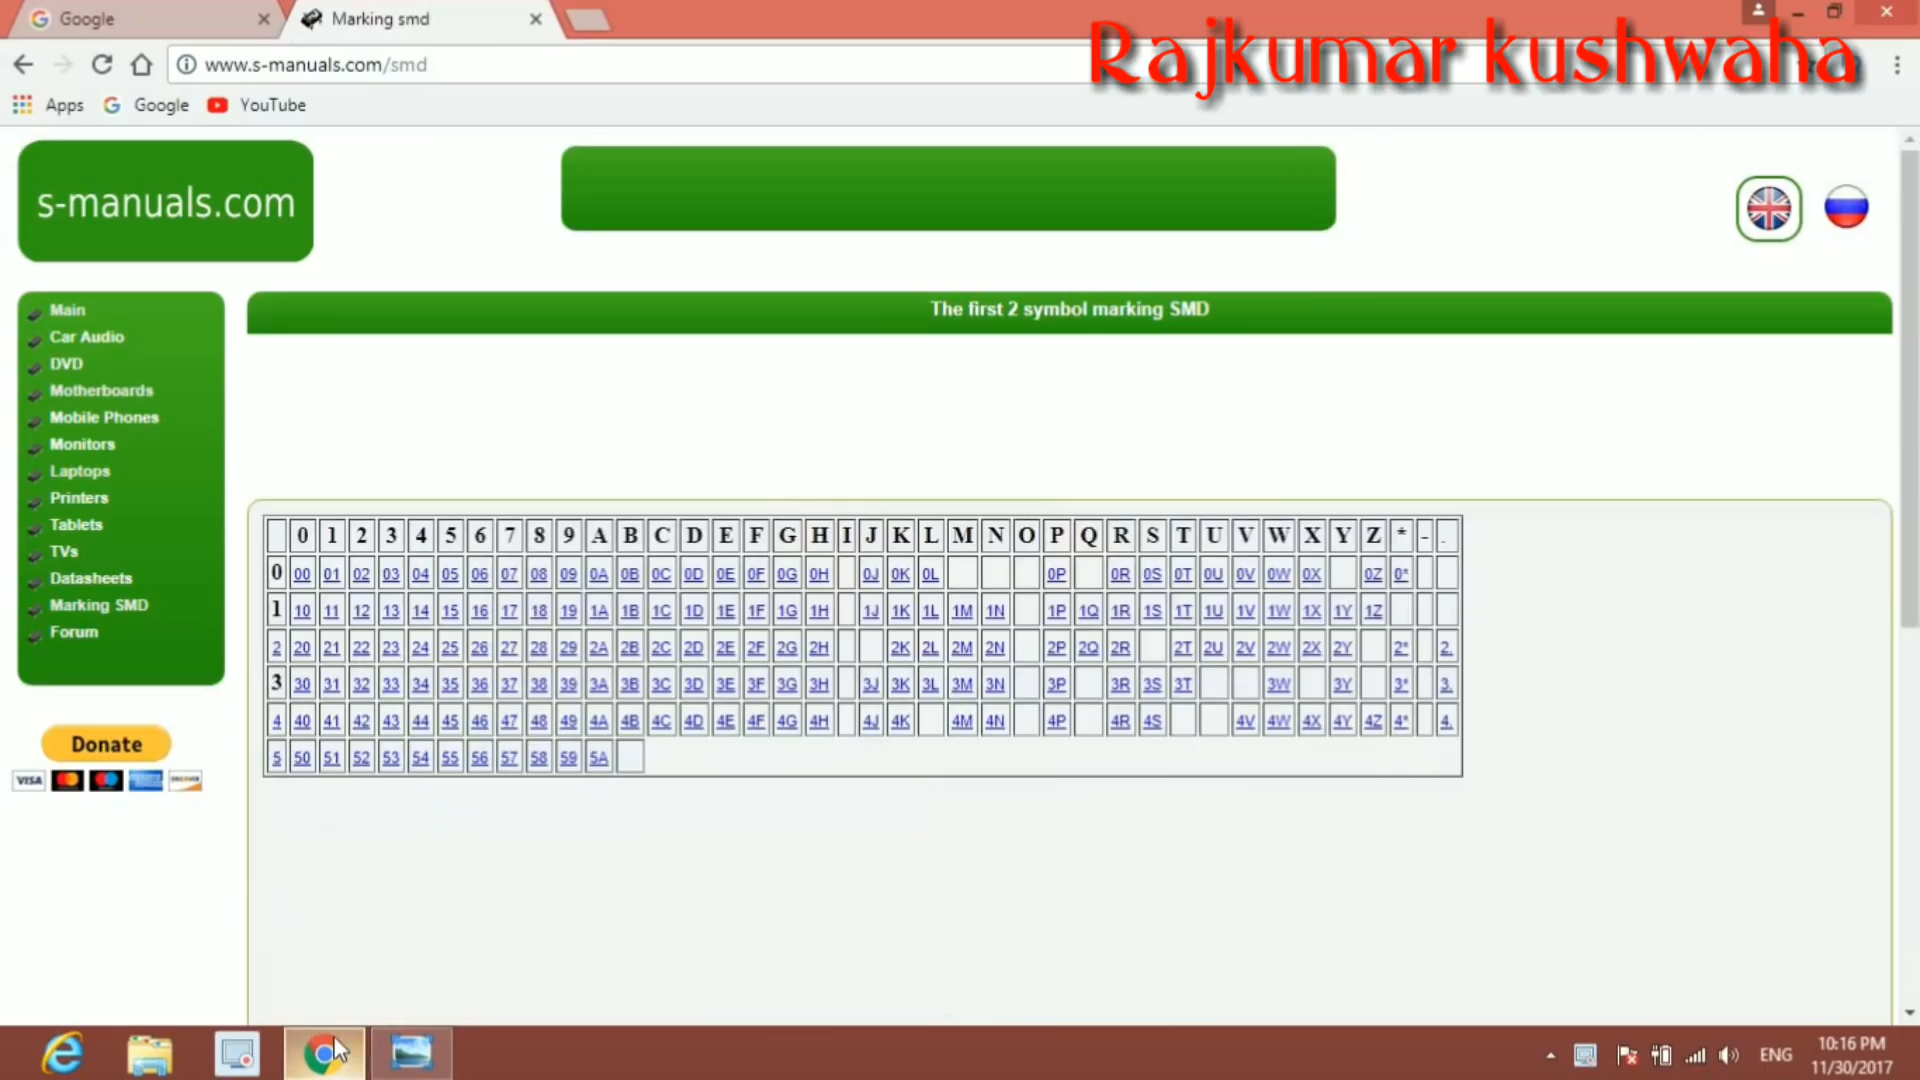 Google
Marking smd
Rajkumar kushwaha
www.s-manuals.com/smd
Apps Google YouTube
s-manuals.com
The first 2 symbol marking SMD
Main
Car Audio
DVD
Motherboards
Mobile Phones
Monitors
Laptops
Printers
Tablets
TVs
Datasheets
Marking SMD
Forum
Donate
VISA
DISCOVER
0 1 2 3 4 5 6 7 8 9 A B C D E F G H I J K L M N O P Q R S T U V W X Y Z * - .
0 00 01 02 03 04 05 06 07 08 09 0A 0B 0C 0D 0E 0F 0G 0H 0J 0K 0L 0P 0R 0S 0T 0U 0V 0W 0X 0Z 0*
1 10 11 12 13 14 15 16 17 18 19 1A 1B 1C 1D 1E 1F 1G 1H 1J 1K 1L 1M 1N 1P 1Q 1R 1S 1T 1U 1V 1W 1X 1Y 1Z
2 20 21 22 23 24 25 26 27 28 29 2A 2B 2C 2D 2E 2F 2G 2H 2K 2L 2M 2N 2P 2Q 2R 2T 2U 2V 2W 2X 2Y 2* 2.
3 30 31 32 33 34 35 36 37 38 39 3A 3B 3C 3D 3E 3F 3G 3H 3J 3K 3L 3M 3N 3P 3R 3S 3T 3W 3Y 3* 3.
4 40 41 42 43 44 45 46 47 48 49 4A 4B 4C 4D 4E 4F 4G 4H 4J 4K 4M 4N 4P 4R 4S 4V 4W 4X 4Y 4Z 4* 4.
5 50 51 52 53 54 55 56 57 58 59 5A
ENG
10:16 PM
11/30/2017